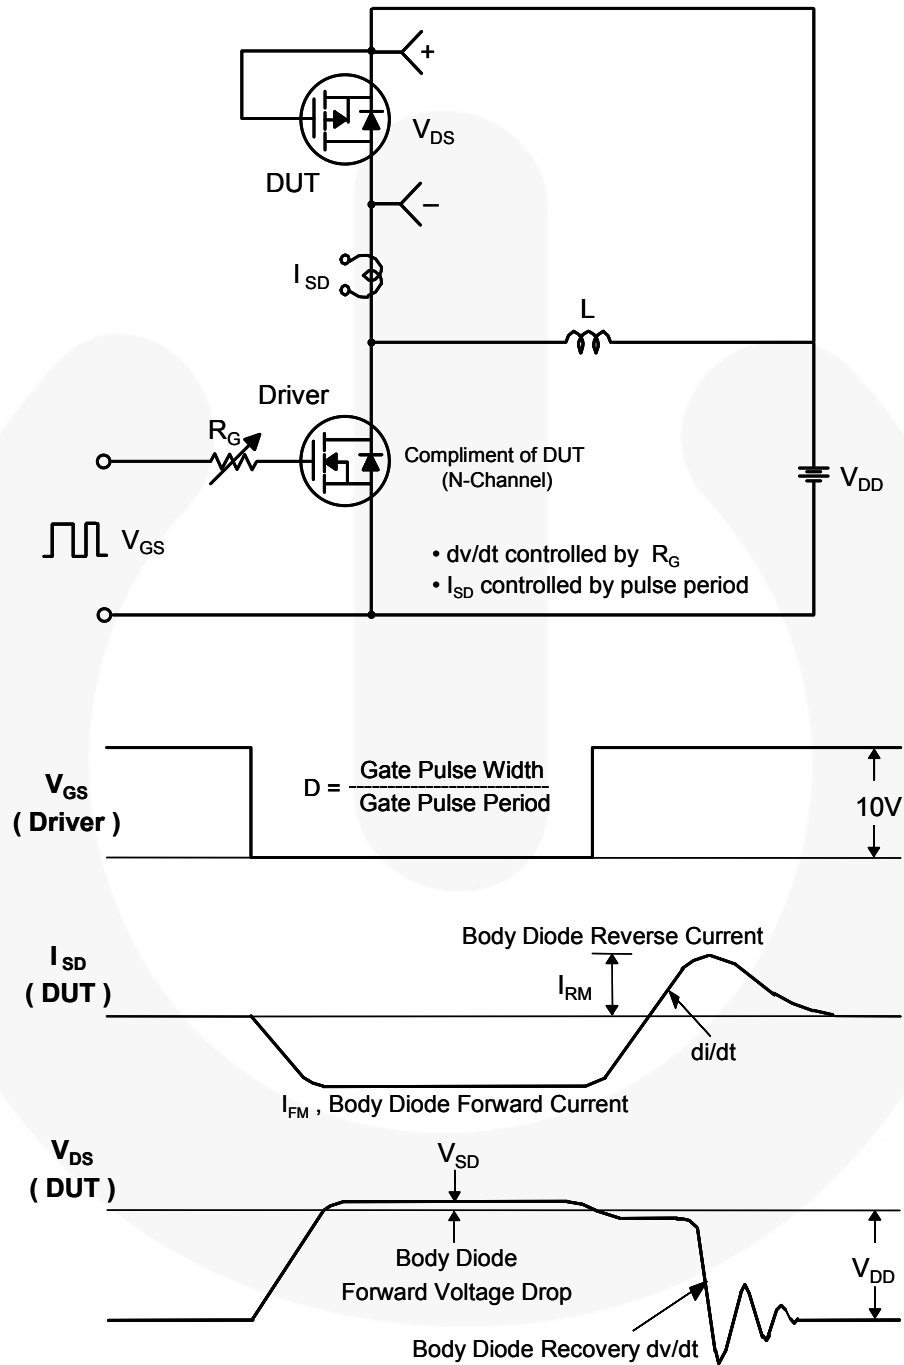 +
V_DS
DUT
–
I_SD
L
Driver
R_G
Compliment of DUT
(N-Channel)
V_DD
V_GS
• dv/dt controlled by R_G
• I_SD controlled by pulse period
V_GS
( Driver )
D = Gate Pulse Width
Gate Pulse Period
10V
I_SD
( DUT )
Body Diode Reverse Current
I_RM
di/dt
I_FM , Body Diode Forward Current
V_DS
( DUT )
V_SD
Body Diode
Forward Voltage Drop
V_DD
Body Diode Recovery dv/dt